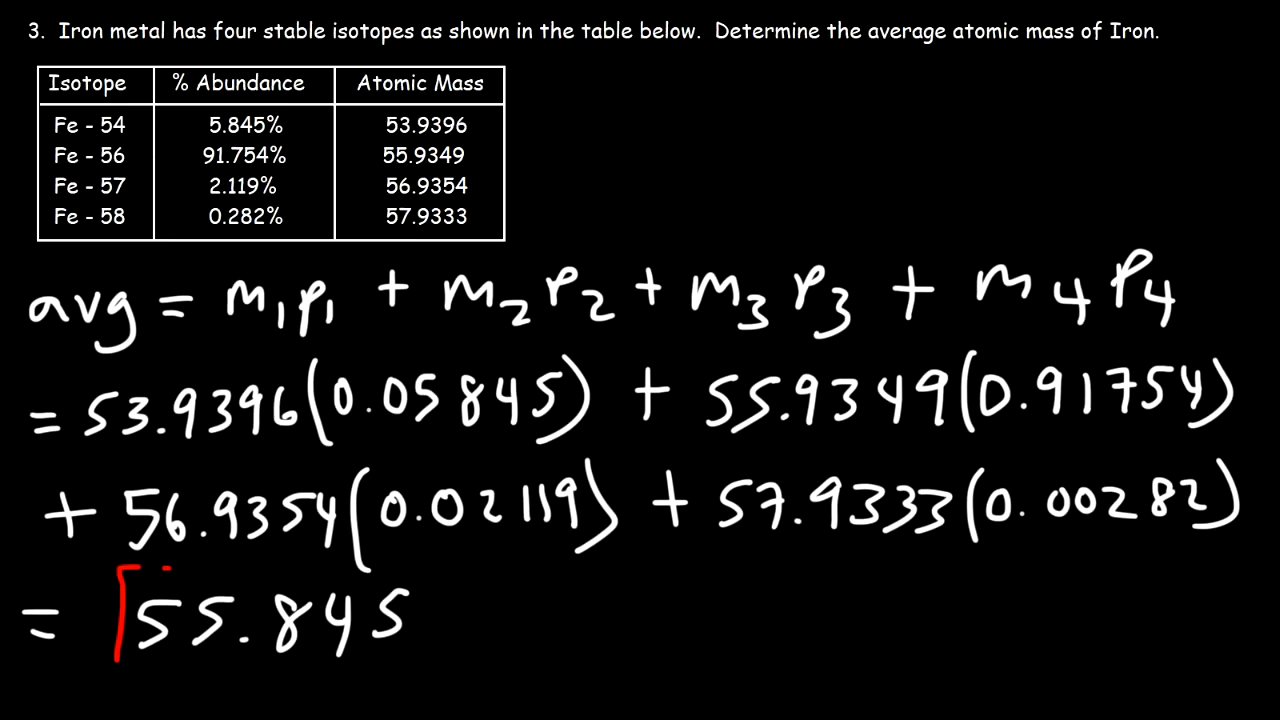 3. Iron metal has four stable isotopes as shown in the table below. Determine the average atomic mass of Iron.
Isotope % Abundance Atomic Mass
Fe - 54 5.845% 53.9396
Fe - 56 91.754% 55.9349
Fe - 57 2.119% 56.9354
Fe - 58 0.282% 57.9333
avg = m₁p₁ + m₂p₂ + m₃p₃ + m₄p₄
= 53.9396(0.05845) + 55.9349(0.91754)
+ 56.9354(0.02119) + 57.9333(0.00282)
= 55.845